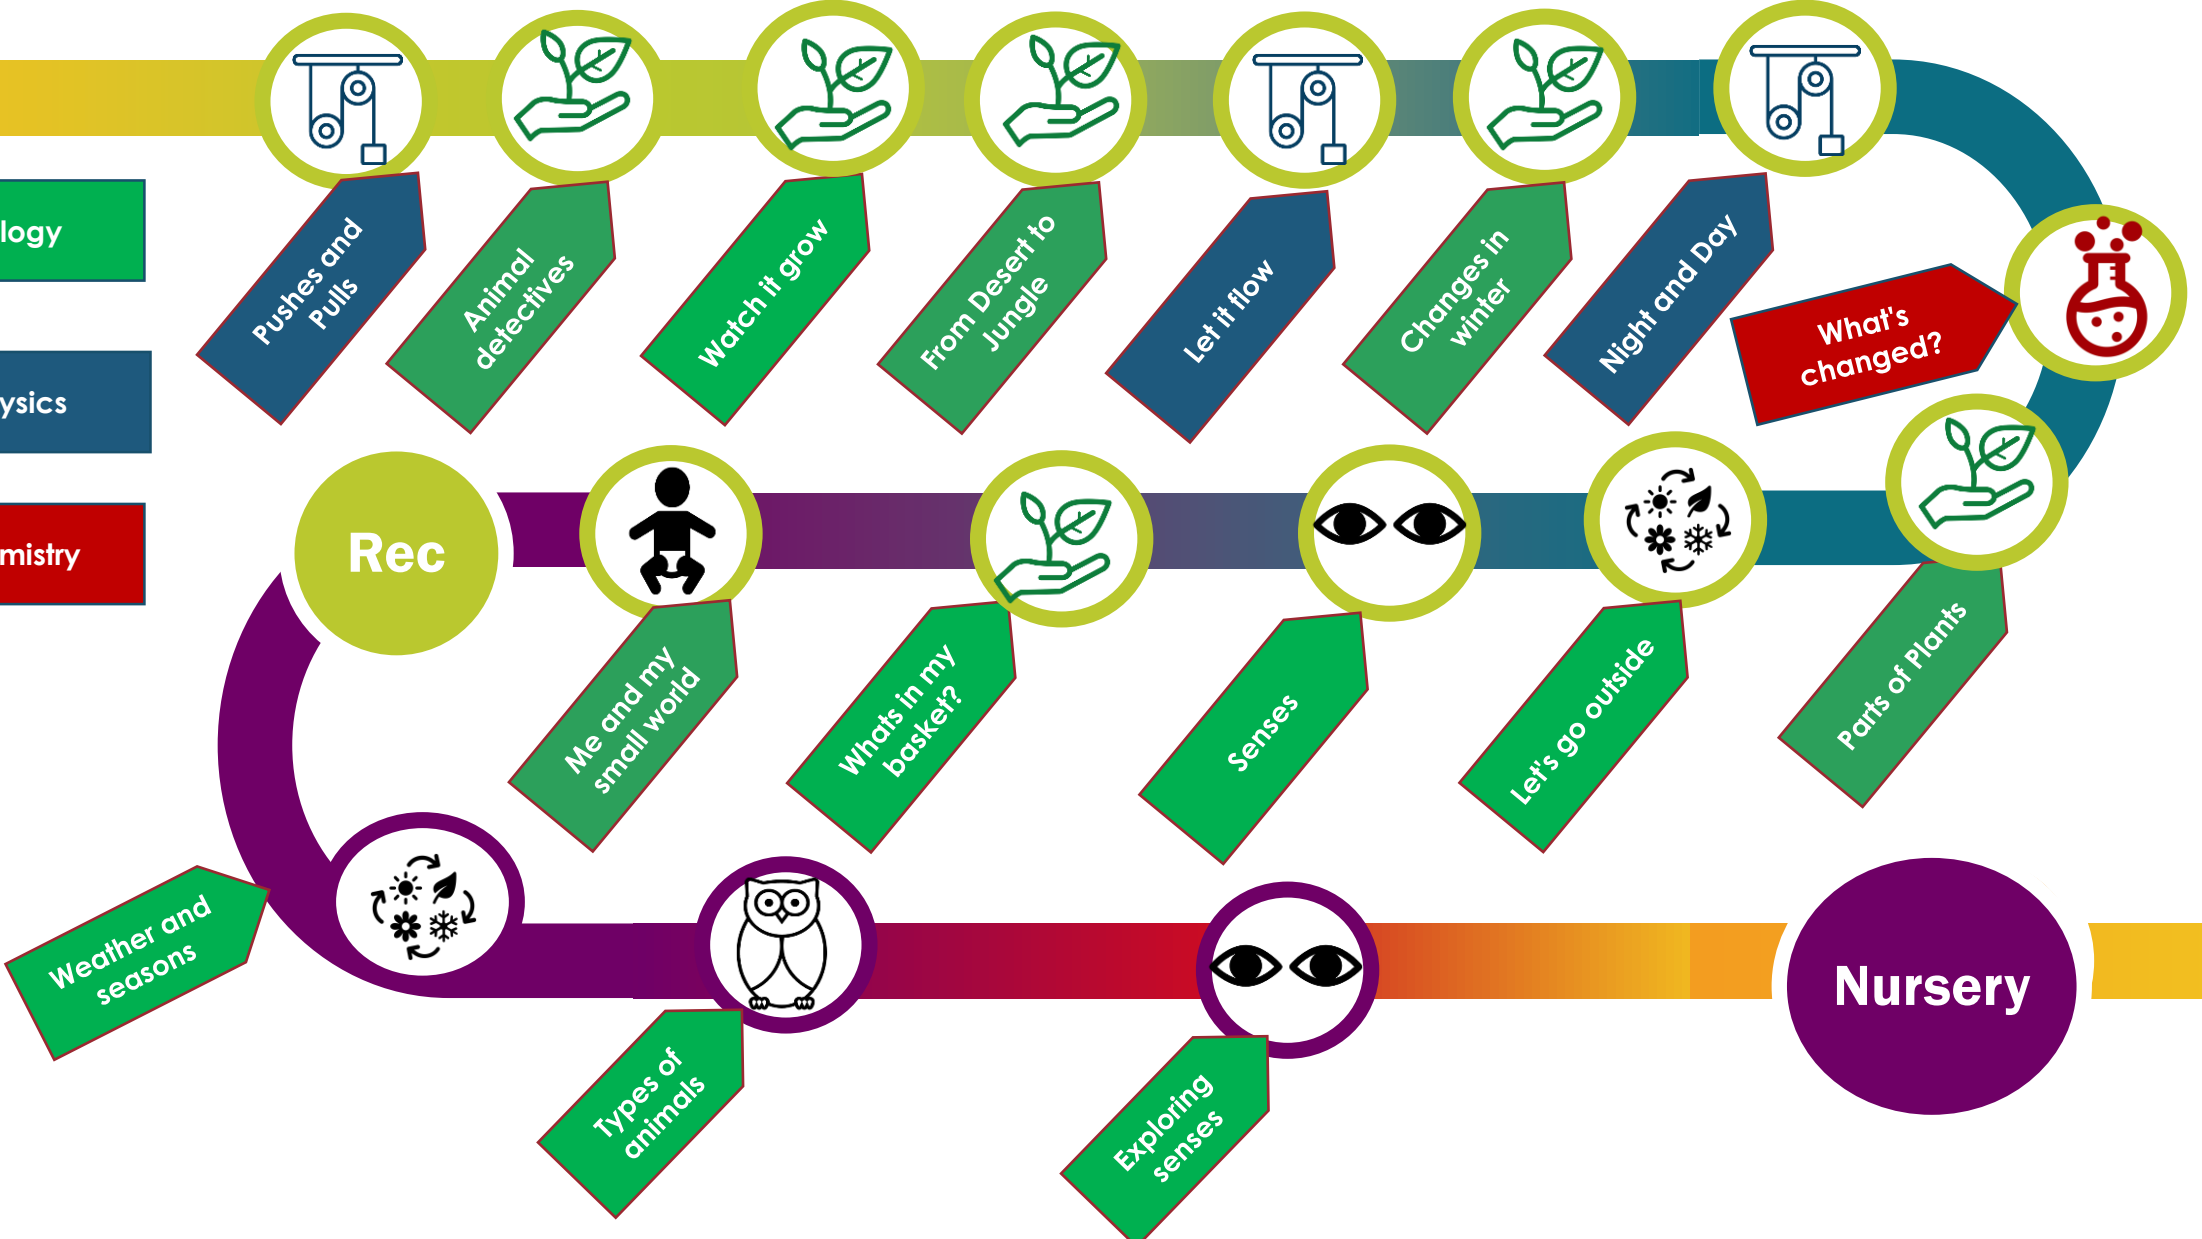 Pushes and
Pulls
Animal
detectives
Watch it grow
From Desert to
Jungle
Let it flow
Changes in
winter
Night and Day
What's
changed?
logy
ysics
mistry
Rec
Me and my
small world
Whats in my
basket?
Senses
Let's go outside
Parts of Plants
Weather and
seasons
Types of
animals
Exploring
senses
Nursery